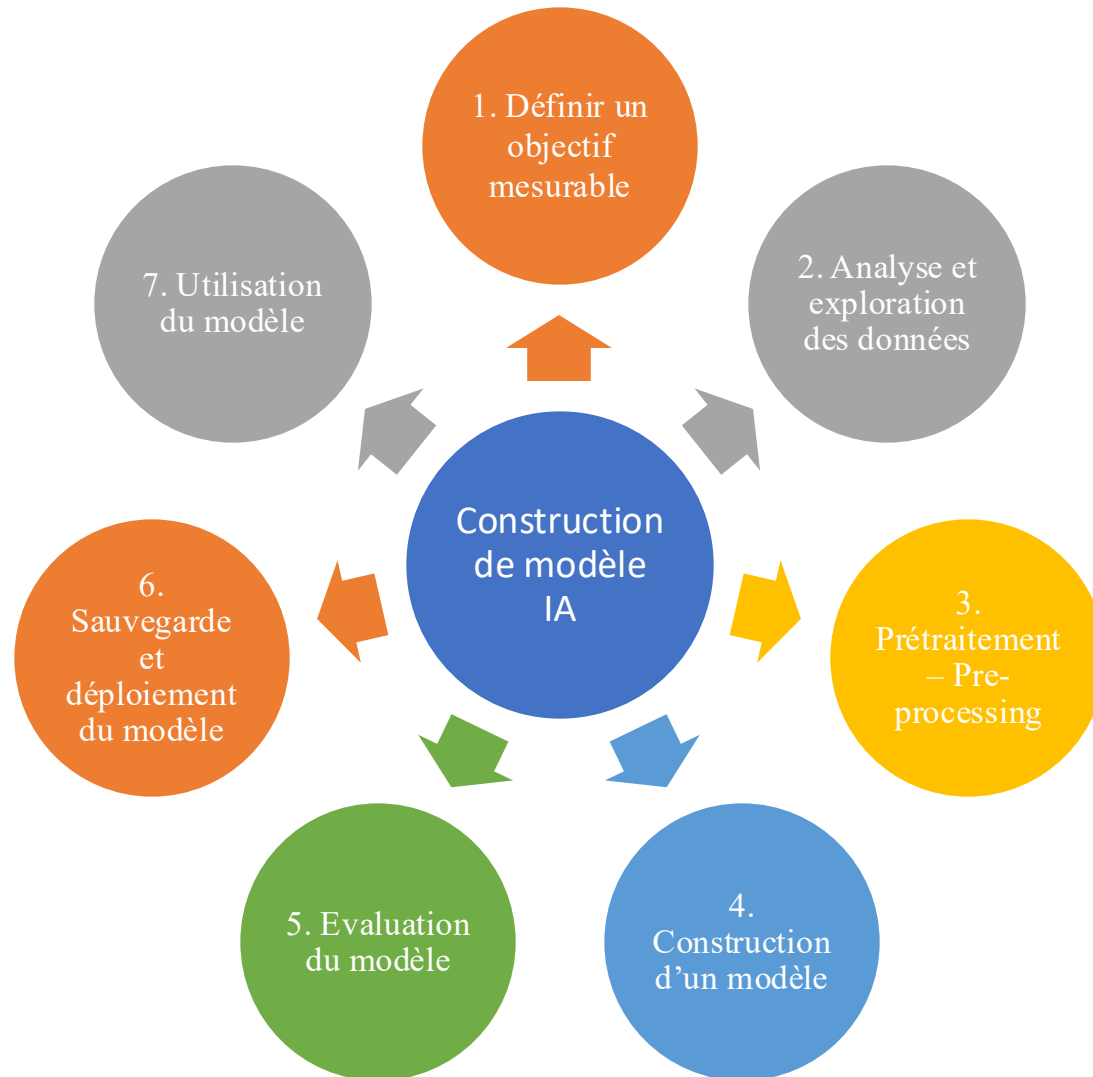 1. Définir un
objectif
mesurable
2. Analyse et
exploration
des données
3.
Prétraitement
– Pre-
processing
4.
Construction
d’un modèle
5. Evaluation
du modèle
6.
Sauvegarde
et
déploiement
du modèle
7. Utilisation
du modèle
Construction
de modèle
IA